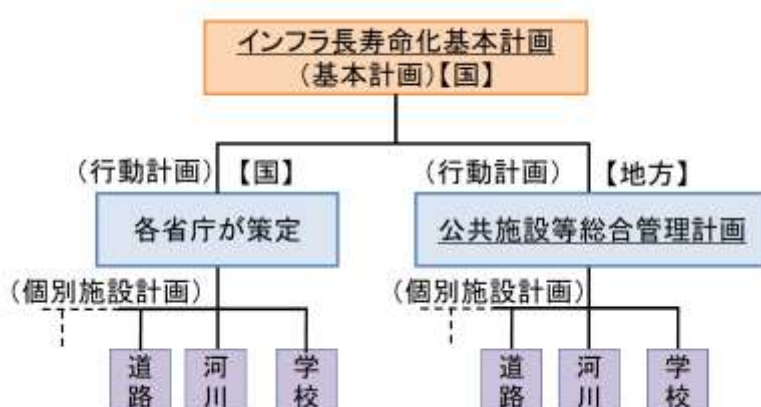 インフラ長寿命化基本計画
(基本計画)【国】
(行動計画) 【国】
(行動計画) 【地方】
各省庁が策定
公共施設等総合管理計画
(個別施設計画)
(個別施設計画)
道路
河川
学校
道路
河川
学校